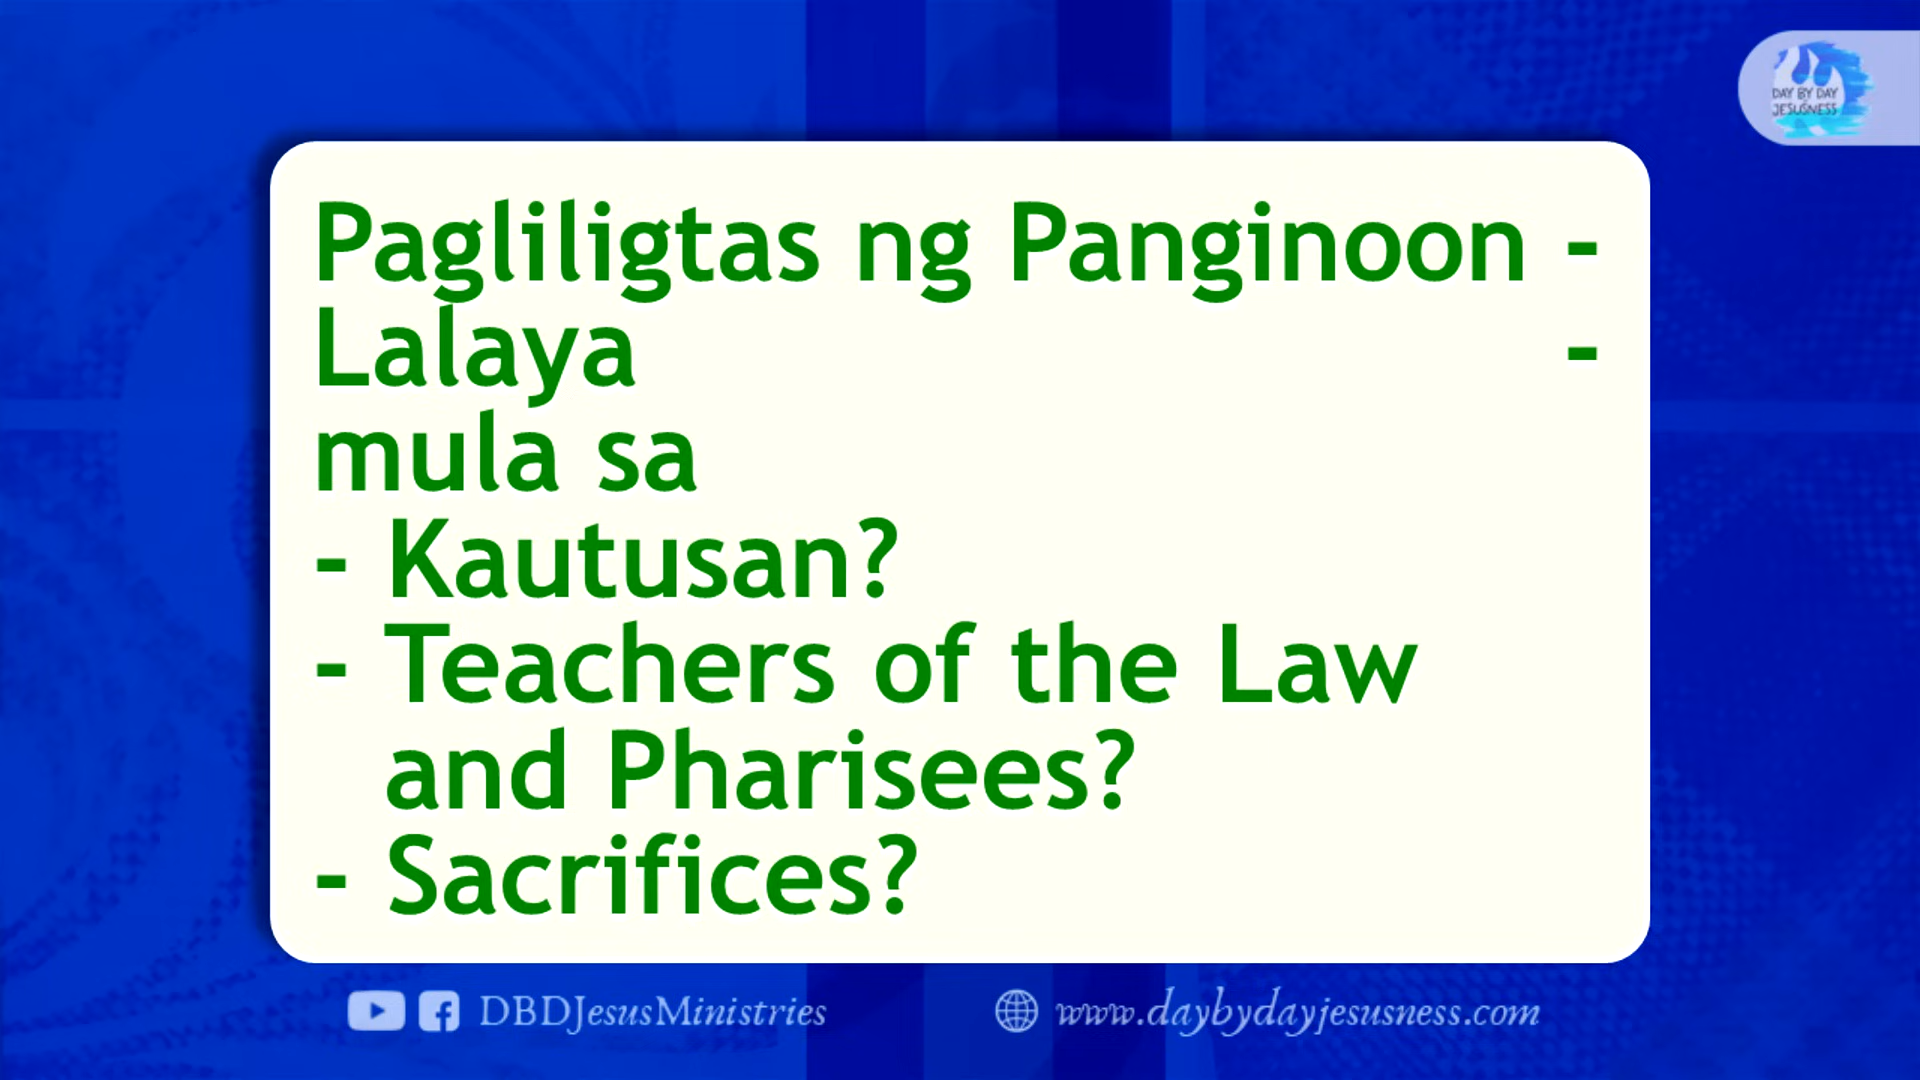 DAY BY DAY
JESUSNESS
Pagliligtas ng Panginoon -
Lalaya -
mula sa
- Kautusan?
- Teachers of the Law
and Pharisees?
- Sacrifices?
DBDJesusMinistries
www.daybydayjesusness.com